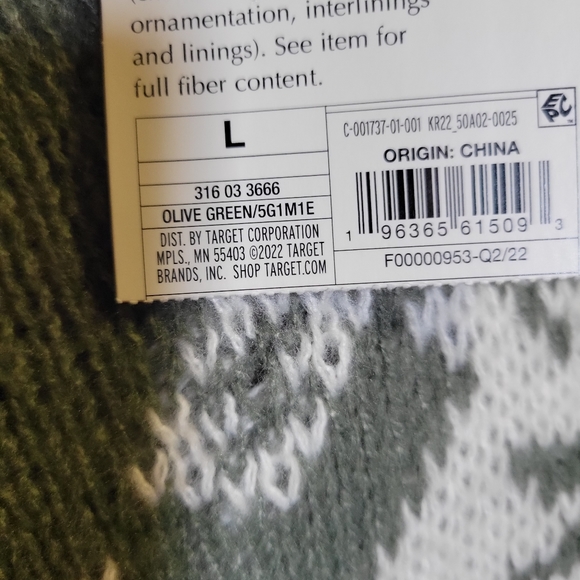 ornamentation, interlinings
and linings). See item for
full fiber content.
L
316 03 3666
OLIVE GREEN/5G1M1E
DIST. BY TARGET CORPORATION
MPLS., MN 55403 ©2022 TARGET
BRANDS, INC. SHOP TARGET.COM
EPC™
C-001737-01-001 KR22_50A02-0025
ORIGIN: CHINA
1 96365 61509 3
F00000953-Q2/22